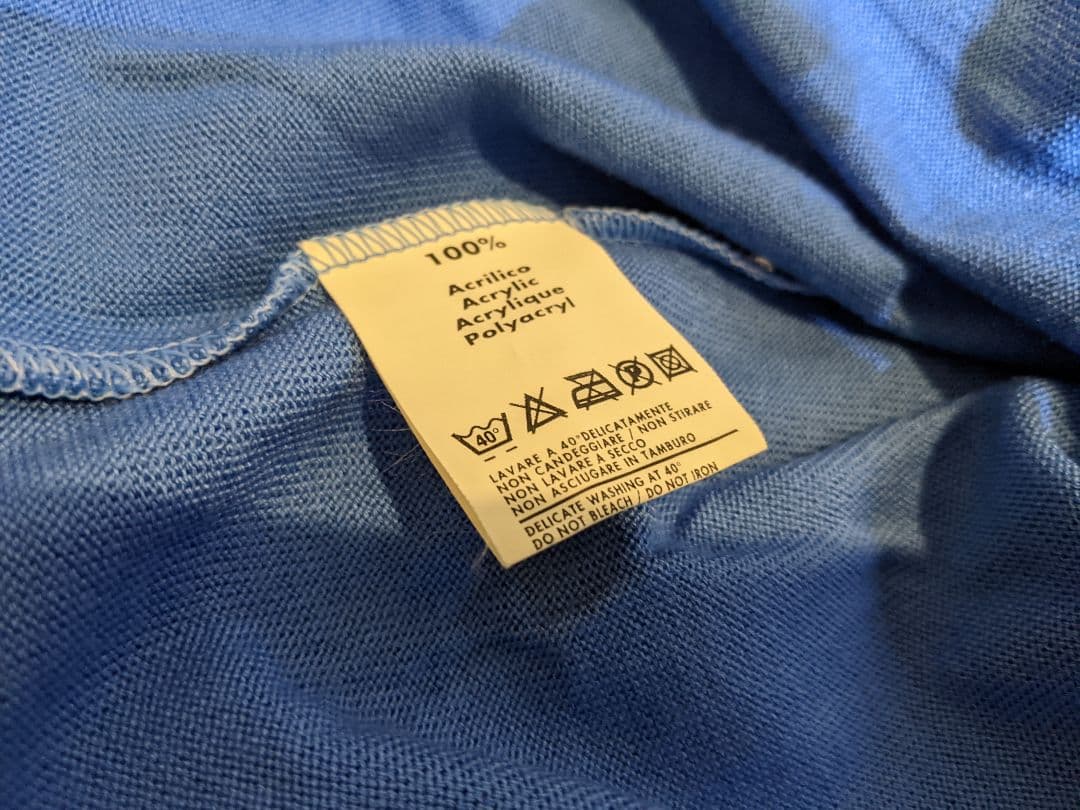 100%
Acrilico
Acrylic
Acrylique
Polyacryl
40° P
LAVARE A 40° DELICATAMENTE
NON CANDEGGIARE / NON STIRARE
NON LAVARE A SECCO
NON ASCIUGARE IN TAMBURO
DELICATE WASHING AT 40°
DO NOT BLEACH / DO NOT IRON